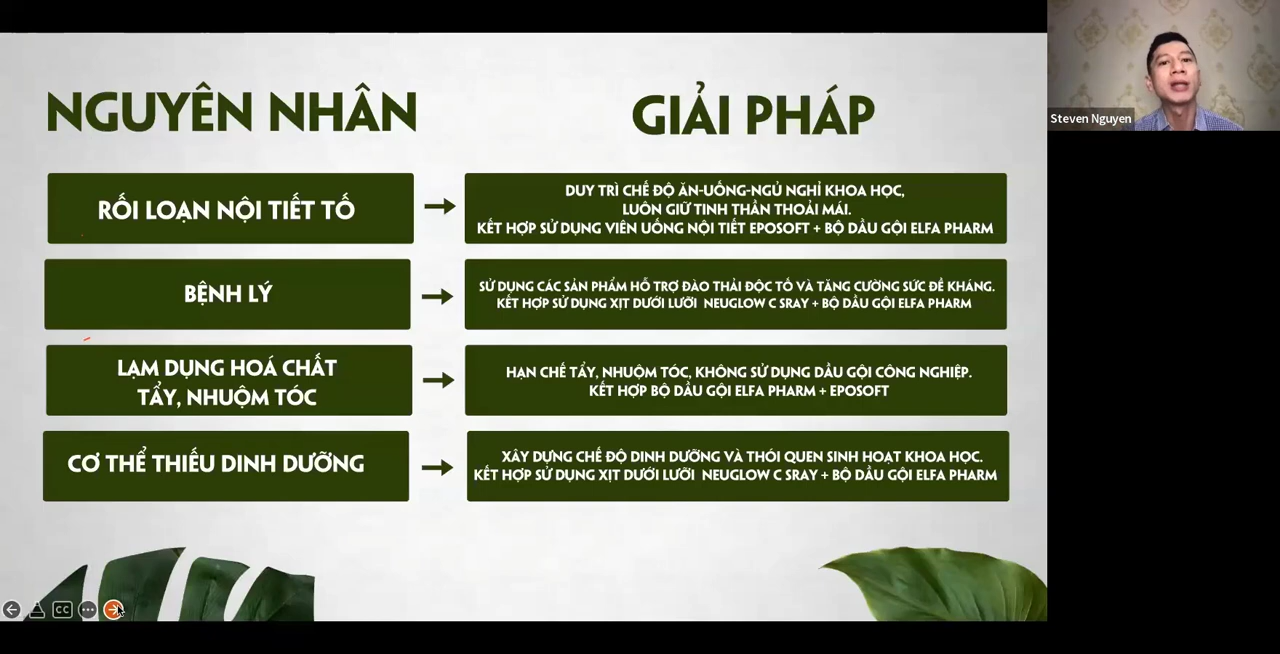 NGUYÊN NHÂN
GIẢI PHÁP
RỐI LOẠN NỘI TIẾT TỐ
DUY TRÌ CHẾ ĐỘ ĂN-UỐNG-NGỦ NGHỈ KHOA HỌC,
LUÔN GIỮ TINH THẦN THOẢI MÁI.
KẾT HỢP SỬ DỤNG VIÊN UỐNG NỘI TIẾT EPOSOFT + BỘ DẦU GỘI ELFA PHARM
BỆNH LÝ
SỬ DỤNG CÁC SẢN PHẨM HỖ TRỢ ĐÀO THẢI ĐỘC TỐ VÀ TĂNG CƯỜNG SỨC ĐỀ KHÁNG.
KẾT HỢP SỬ DỤNG XỊT DƯỚI LƯỠI NEUGLOW C SRAY + BỘ DẦU GỘI ELFA PHARM
LẠM DỤNG HOÁ CHẤT
TẨY, NHUỘM TÓC
HẠN CHẾ TẨY, NHUỘM TÓC, KHÔNG SỬ DỤNG DẦU GỘI CÔNG NGHIỆP.
KẾT HỢP BỘ DẦU GỘI ELFA PHARM + EPOSOFT
CƠ THỂ THIẾU DINH DƯỠNG
XÂY DỰNG CHẾ ĐỘ DINH DƯỠNG VÀ THÓI QUEN SINH HOẠT KHOA HỌC.
KẾT HỢP SỬ DỤNG XỊT DƯỚI LƯỠI NEUGLOW C SRAY + BỘ DẦU GỘI ELFA PHARM
Steven Nguyen
CC